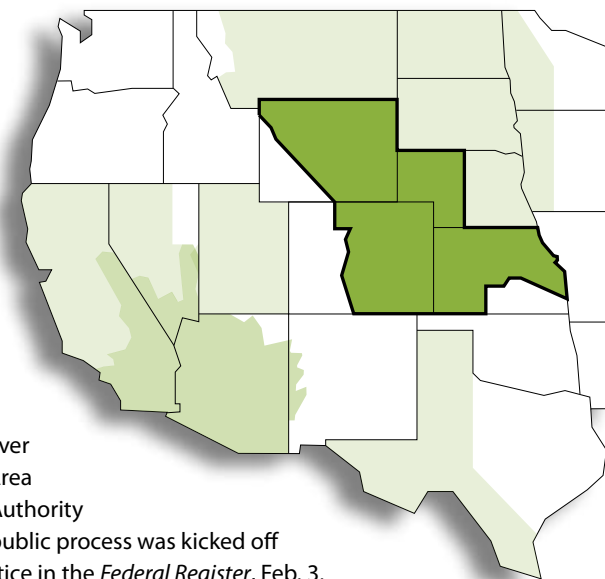 ver
rea
Authority
public process was kicked off
tice in the Federal Register, Feb. 3,